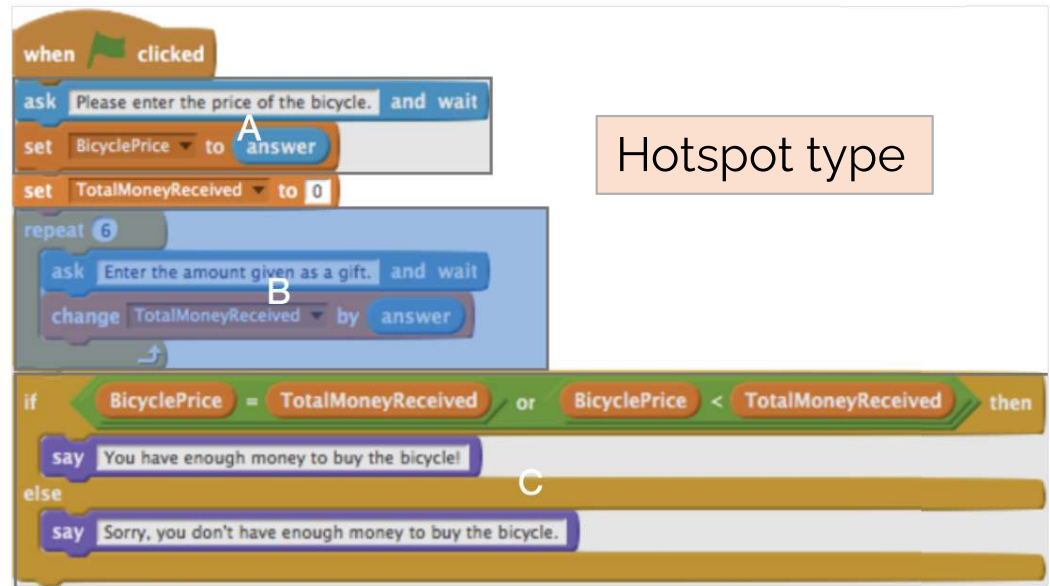 when clicked
ask Please enter the price of the bicycle. and wait
A
set BicyclePrice to answer
Hotspot type
set TotalMoneyReceived to 0
repeat 6
ask Enter the amount given as a gift. and wait
B
change TotalMoneyReceived by answer
if BicyclePrice = TotalMoneyReceived or BicyclePrice < TotalMoneyReceived then
say You have enough money to buy the bicycle!
C
else
say Sorry, you don't have enough money to buy the bicycle.